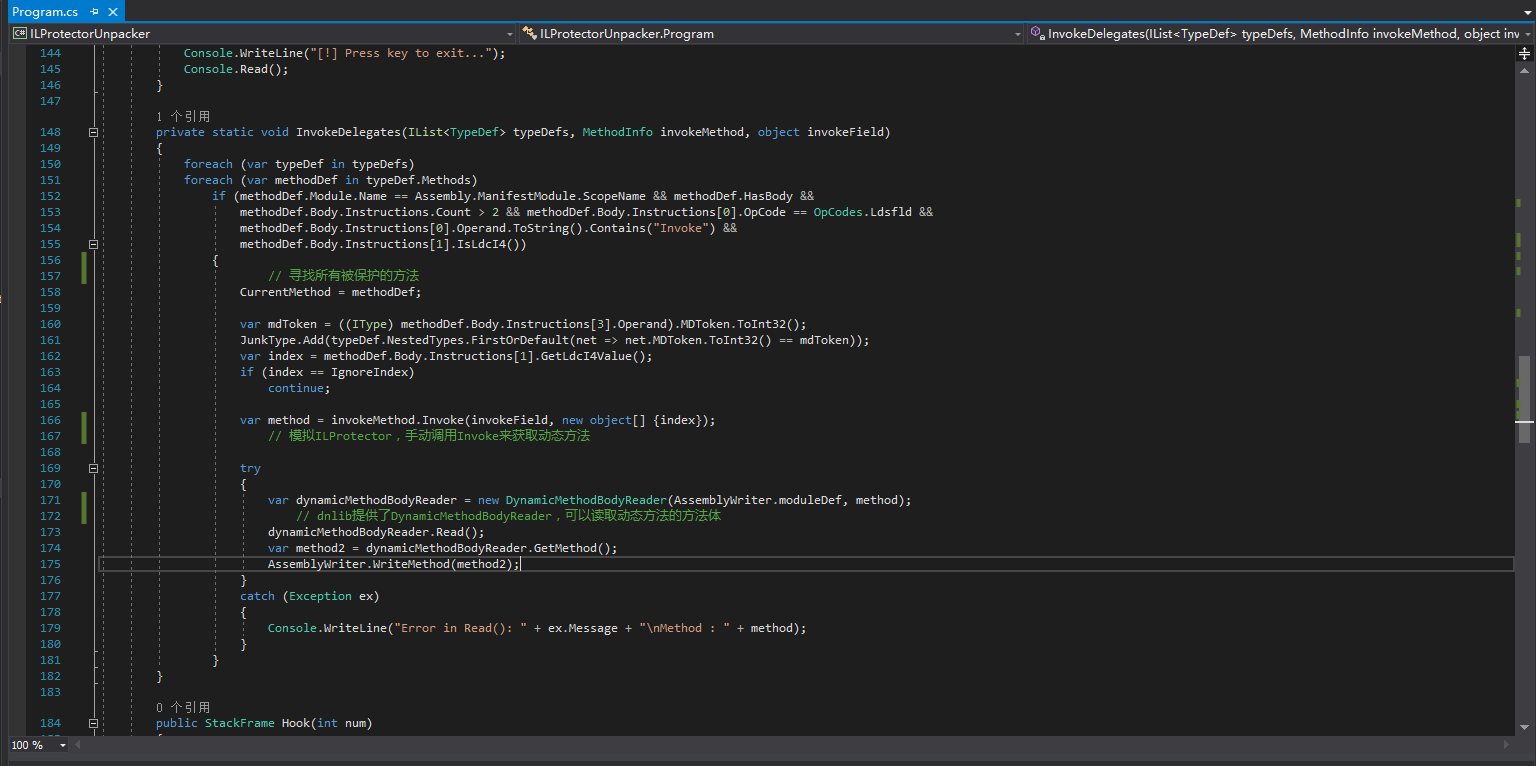 Program.cs
C# ILProtectorUnpacker
ILProtectorUnpacker.Program
InvokeDelegates(IList<TypeDef> typeDefs, MethodInfo invokeMethod, object inv
144 Console.WriteLine("[!] Press key to exit...");
145 Console.Read();
146 }
147
1 个引用
148 private static void InvokeDelegates(IList<TypeDef> typeDefs, MethodInfo invokeMethod, object invokeField)
149 {
150 foreach (var typeDef in typeDefs)
151 foreach (var methodDef in typeDef.Methods)
152 if (methodDef.Module.Name == Assembly.ManifestModule.ScopeName && methodDef.HasBody &&
153 methodDef.Body.Instructions.Count > 2 && methodDef.Body.Instructions[0].OpCode == OpCodes.Ldsfld &&
154 methodDef.Body.Instructions[0].Operand.ToString().Contains("Invoke") &&
155 methodDef.Body.Instructions[1].IsLdcI4())
156 {
157 // 寻找所有被保护的方法
158 CurrentMethod = methodDef;
159
160 var mdToken = ((IType) methodDef.Body.Instructions[3].Operand).MDToken.ToInt32();
161 JunkType.Add(typeDef.NestedTypes.FirstOrDefault(net => net.MDToken.ToInt32() == mdToken));
162 var index = methodDef.Body.Instructions[1].GetLdcI4Value();
163 if (index == IgnoreIndex)
164 continue;
165
166 var method = invokeMethod.Invoke(invokeField, new object[] {index});
167 // 模拟ILProtector，手动调用Invoke来获取动态方法
168
169 try
170 {
171 var dynamicMethodBodyReader = new DynamicMethodBodyReader(AssemblyWriter.moduleDef, method);
172 // dnlib提供了DynamicMethodBodyReader，可以读取动态方法的方法体
173 dynamicMethodBodyReader.Read();
174 var method2 = dynamicMethodBodyReader.GetMethod();
175 AssemblyWriter.WriteMethod(method2);
176 }
177 catch (Exception ex)
178 {
179 Console.WriteLine("Error in Read(): " + ex.Message + "\nMethod : " + method);
180 }
181 }
182 }
183
0 个引用
184 public StackFrame Hook(int num)
100 %